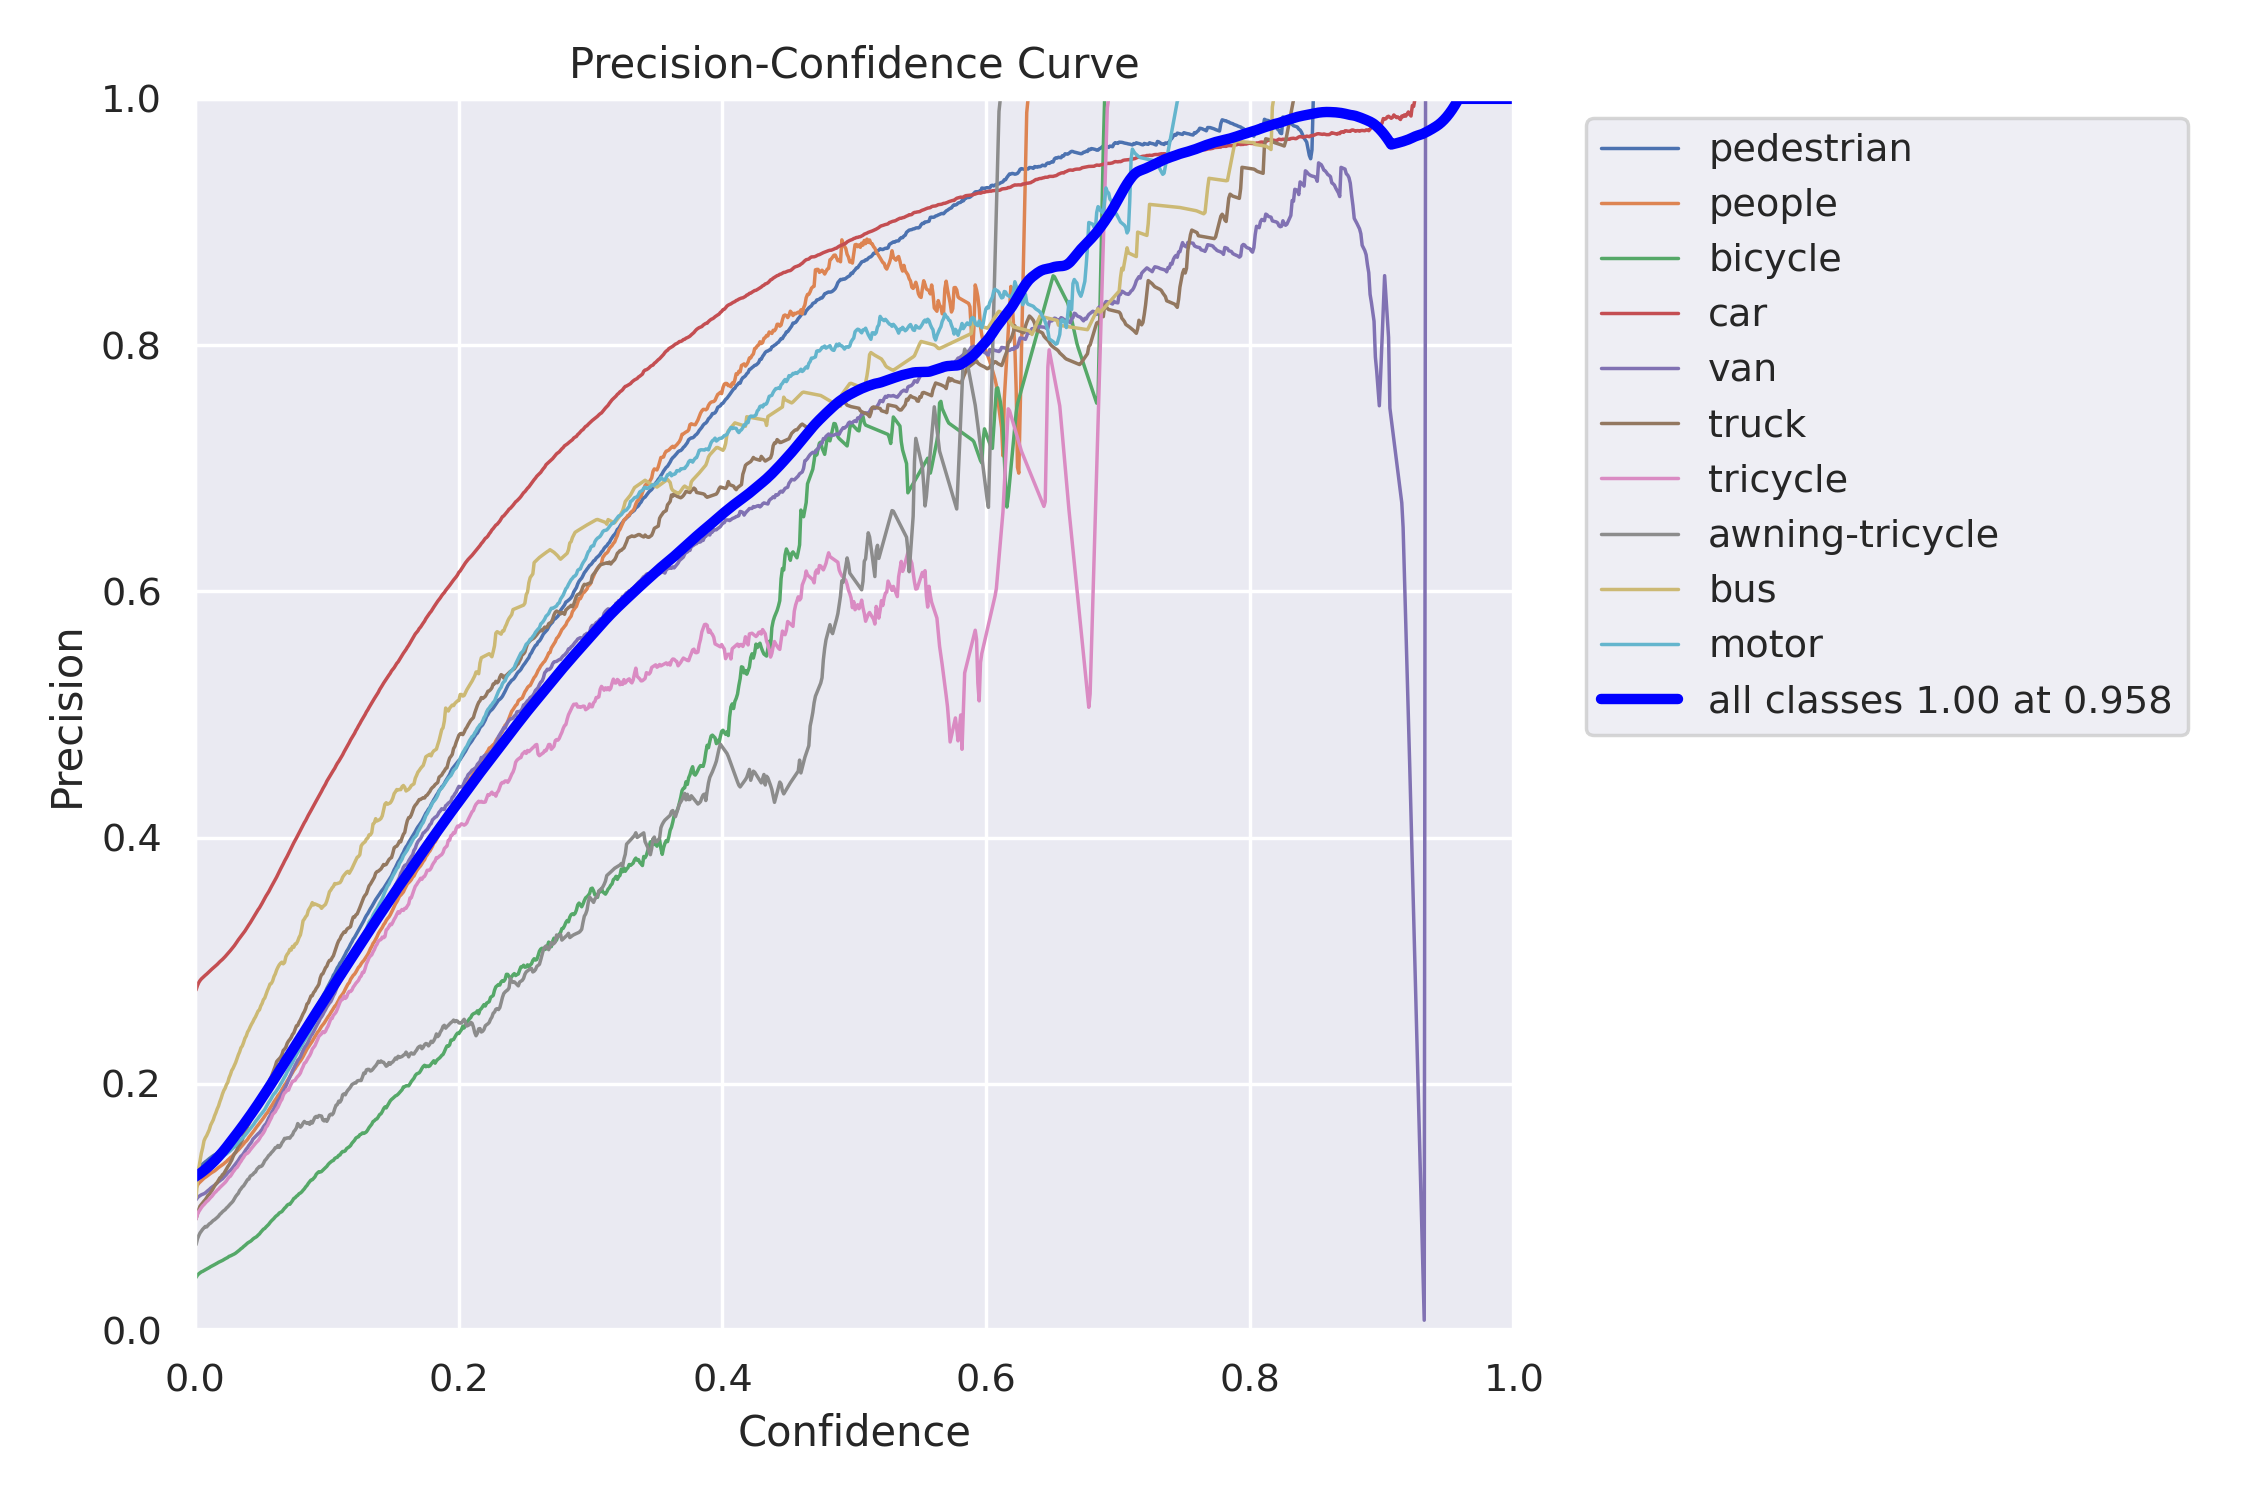 Precision-Confidence Curve
1.0
0.8
0.6
0.4
0.2
0.0
Precision
0.0 0.2 0.4 0.6 0.8 1.0
Confidence
pedestrian
people
bicycle
car
van
truck
tricycle
awning-tricycle
bus
motor
all classes 1.00 at 0.958